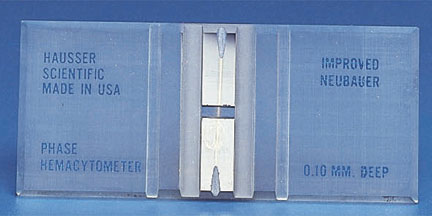 HAUSSER
SCIENTIFIC
MADE IN USA
PHASE
HEMACYTOMETER
IMPROVED
NEUBAUER
0.10 MM. DEEP